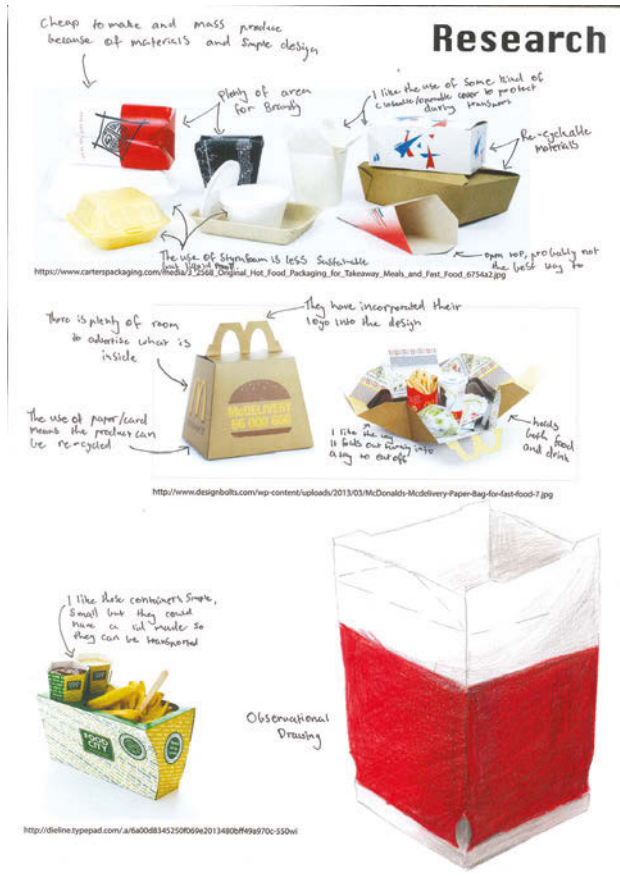 Research
Cheap to make and mass produce
because of materials and simple design
plenty of area
for Branding
I like the use of some kind of
closeable/openable cover to protect
during transport
Recyclable
materials
The use of Styrofoam is less sustainable
open top, probably not
the best way to
https://www.carterspackaging.com/media/3_2568_Original_Hot_Food_Packaging_for_Takeaway_Meals_and_Fast_Food_6754a2.jpg
They have incorporated their
logo into the design
There is plenty of room
to advertise what is
inside
McDELIVERY
66 000 666
The use of paper/card
means the product can
be re-cycled
I like the way
it folds out turning into
a tray to eat off
holds
both food
and drink
http://www.designbolts.com/wp-content/uploads/2013/03/McDonalds-Mcdelivery-Paper-Bag-for-fast-food-7.jpg
I like these containers, simple,
small but they could
have a lid made so
they can be transported
FOOD
CITY
Observational
Drawing
http://dieline.typepad.com/.a/6a00d8345250f069e2013480bff49a970c-550wi